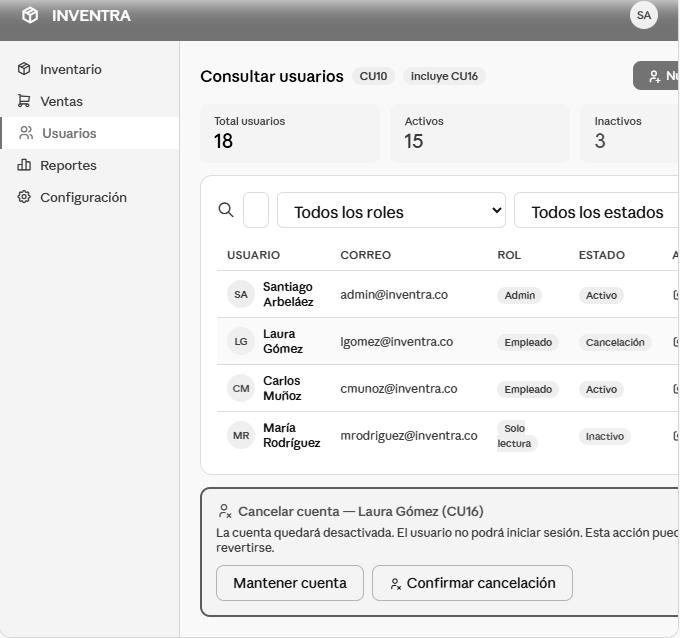 INVENTRA
SA
Inventario
Ventas
Usuarios
Reportes
Configuración
Consultar usuarios CU10 incluye CU16
Total usuarios
18
Activos
15
Inactivos
3
Todos los roles Todos los estados
USUARIO CORREO ROL ESTADO
SA Santiago
Arbeláez admin@inventra.co Admin Activo
LG Laura
Gómez lgomez@inventra.co Empleado Cancelación
CM Carlos
Muñoz cmunoz@inventra.co Empleado Activo
MR María
Rodríguez mrodriguez@inventra.co Solo
lectura Inactivo
Cancelar cuenta — Laura Gómez (CU16)
La cuenta quedará desactivada. El usuario no podrá iniciar sesión. Esta acción
revertirse.
Mantener cuenta Confirmar cancelación